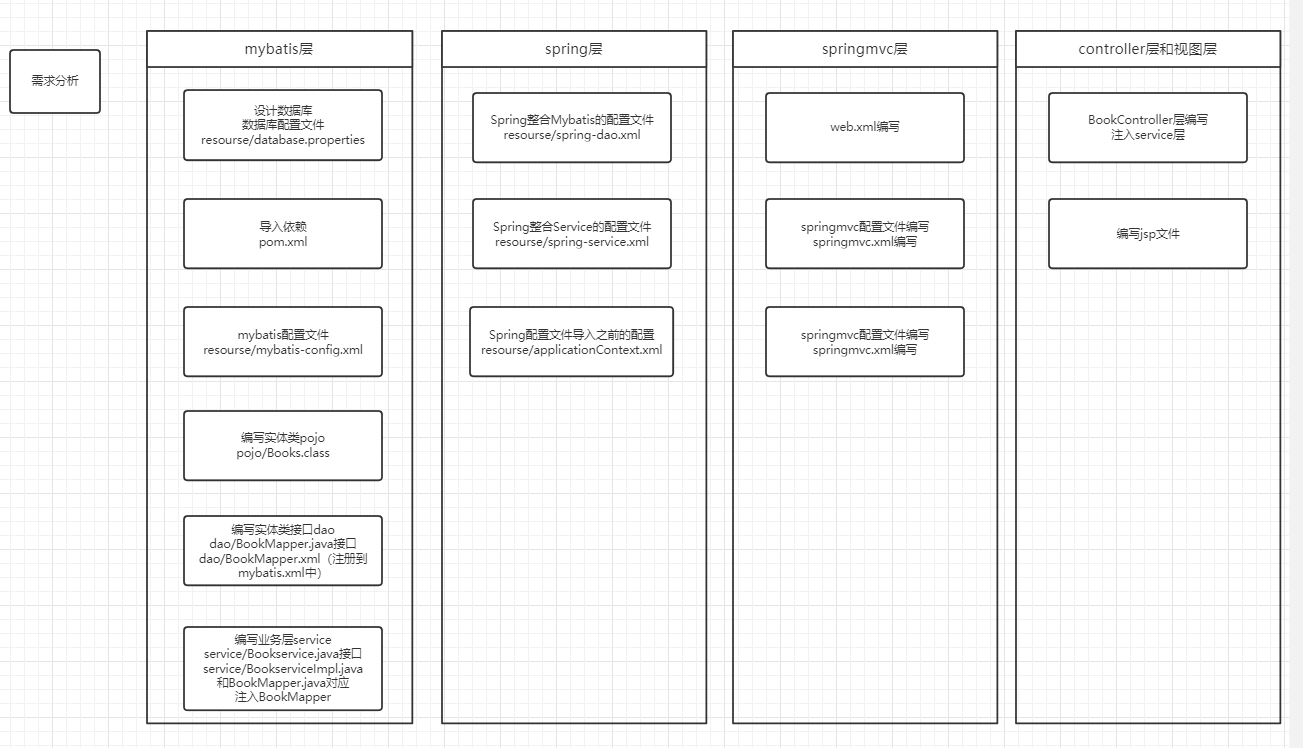 需求分析
mybatis层
设计数据库
数据库配置文件
resourse/database.properties
导入依赖
pom.xml
mybatis配置文件
resourse/mybatis-config.xml
编写实体类pojo
pojo/Books.class
编写实体类接口dao
dao/BookMapper.java接口
dao/BookMapper.xml（注册到
mybatis.xml中）
编写业务层service
service/Bookservice.java接口
service/BookserviceImpl.java
和BookMapper.java对应
注入BookMapper
spring层
Spring整合Mybatis的配置文件
resourse/spring-dao.xml
Spring整合Service的配置文件
resourse/spring-service.xml
Spring配置文件导入之前的配置
resourse/applicationContext.xml
springmvc层
web.xml编写
springmvc配置文件编写
springmvc.xml编写
springmvc配置文件编写
springmvc.xml编写
controller层和视图层
BookController层编写
注入service层
编写jsp文件